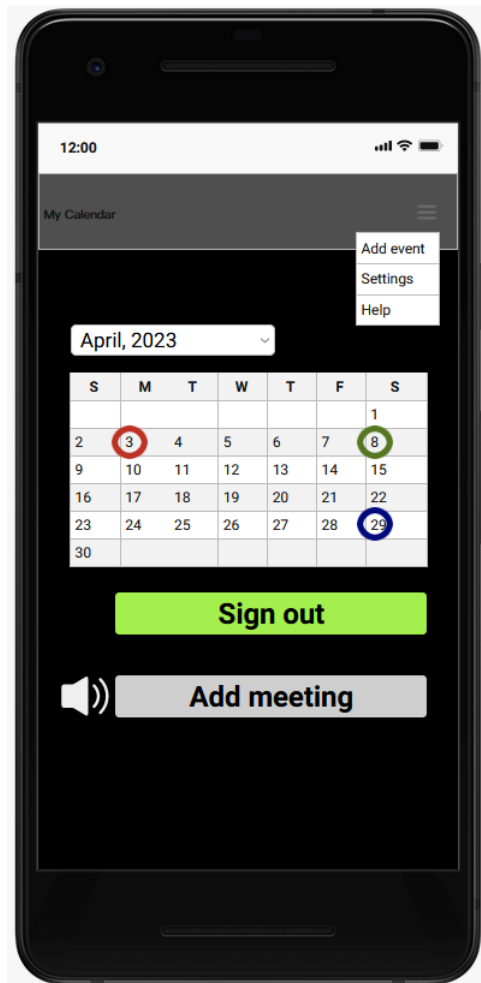 12:00
My Calendar
Add event
Settings
Help
April, 2023
S M T W T F S
1
2 3 4 5 6 7 8
9 10 11 12 13 14 15
16 17 18 19 20 21 22
23 24 25 26 27 28 29
30
Sign out
Add meeting